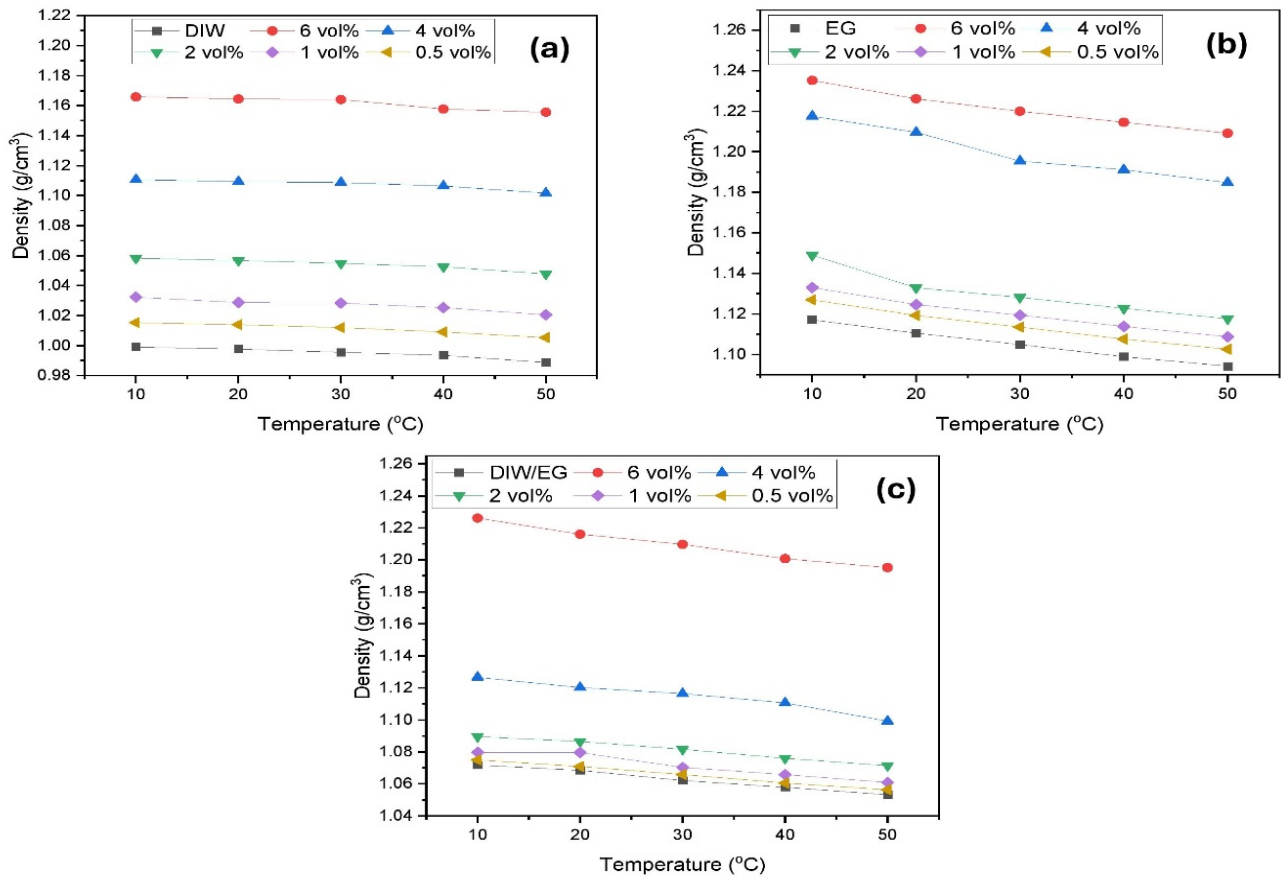 DIW 6 vol% 4 vol%
2 vol% 1 vol% 0.5 vol%
(a)
1.22
1.20
1.18
1.16
1.14
1.12
1.10
1.08
1.06
1.04
1.02
1.00
0.98
Density (g/cm³)
10 20 30 40 50
Temperature (°C)
EG 6 vol% 4 vol%
2 vol% 1 vol% 0.5 vol%
(b)
1.26
1.24
1.22
1.20
1.18
1.16
1.14
1.12
1.10
Density (g/cm³)
10 20 30 40 50
Temperature (°C)
DIW/EG 6 vol% 4 vol%
2 vol% 1 vol% 0.5 vol%
(c)
1.26
1.24
1.22
1.20
1.18
1.16
1.14
1.12
1.10
1.08
1.06
1.04
Density (g/cm³)
10 20 30 40 50
Temperature (°C)